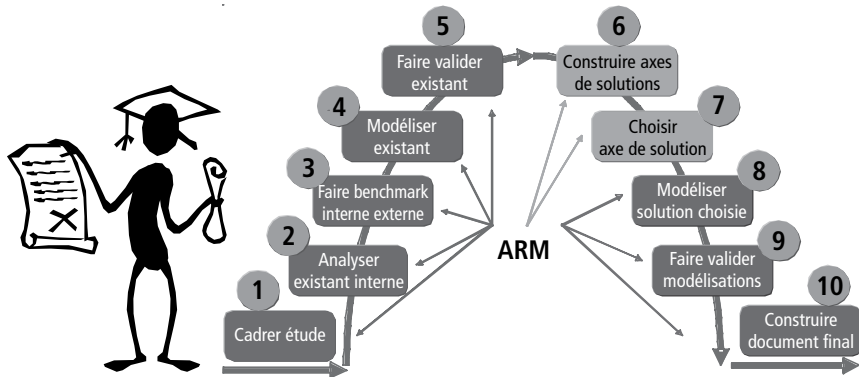 1
Cadrer étude
2
Analyser
existant interne
3
Faire benchmark
interne externe
4
Modéliser
existant
5
Faire valider
existant
6
Construire axes
de solutions
7
Choisir
axe de solution
8
Modéliser
solution choisie
9
Faire valider
modélisations
10
Construire
document final
ARM